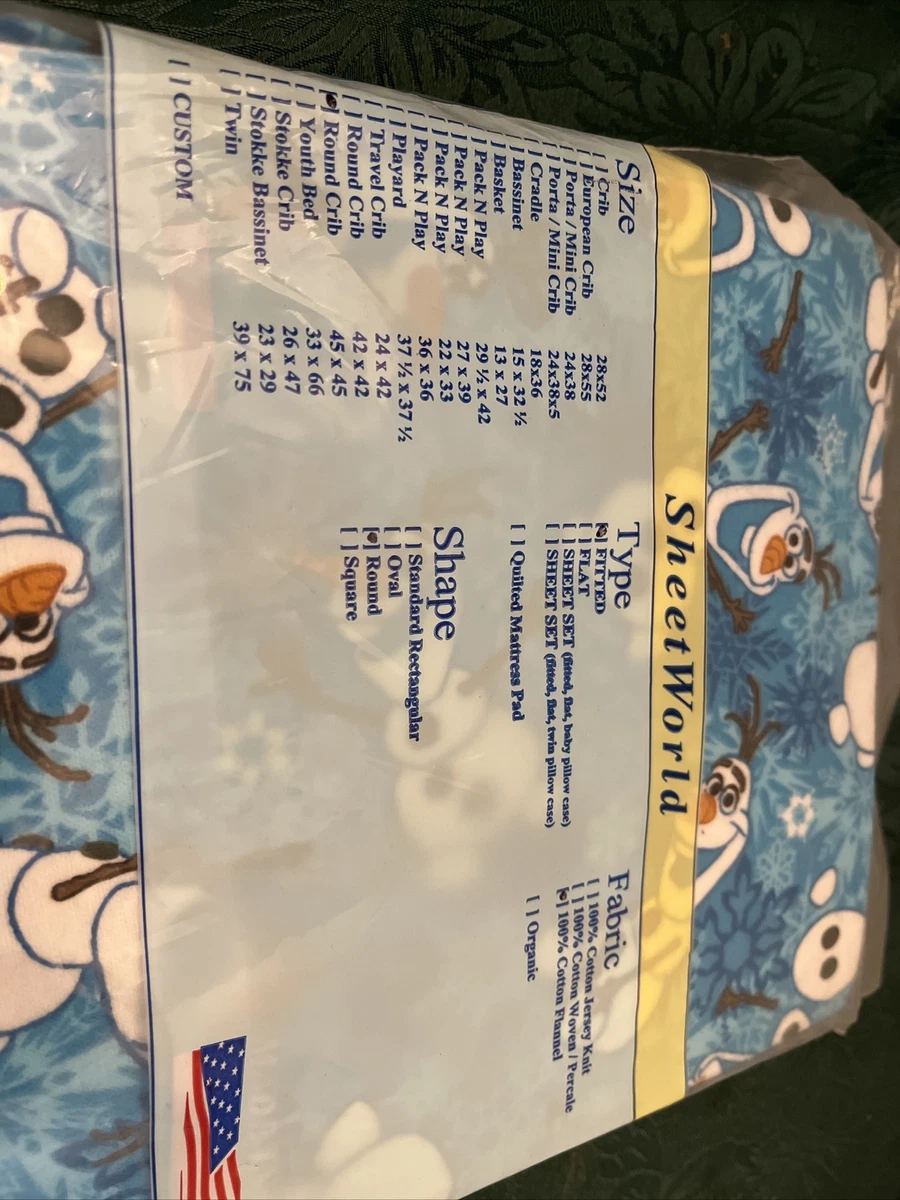 SheetWorld
Size
[ ] Crib 28x52
[ ] European Crib 28x55
[ ] Porta / Mini Crib 24x38
[ ] Porta / Mini Crib 24x38x5
[ ] Cradle 18x36
[ ] Bassinet 15 x 32 ½
[ ] Basket 13 x 27
[ ] Pack N Play 29 ½ x 42
[ ] Pack N Play 27 x 39
[ ] Pack N Play 22 x 33
[ ] Pack N Play 36 x 36
[ ] Playard 37 ½ x 37 ½
[ ] Travel Crib 24 x 42
[ ] Round Crib 42 x 42
[●] Round Crib 45 x 45
[ ] Youth Bed 33 x 66
[ ] Stokke Crib 26 x 47
[ ] Stokke Bassinet 23 x 29
[ ] Twin 39 x 75
[ ] CUSTOM
Type
[●] FITTED
[ ] FLAT
[ ] SHEET SET (fitted, flat, baby pillow case)
[ ] SHEET SET (fitted, flat, twin pillow case)
[ ] Quilted Mattress Pad
Shape
[ ] Standard Rectangular
[ ] Oval
[●] Round
[ ] Square
Fabric
[ ] 100% Cotton Jersey Knit
[ ] 100% Cotton Woven / Percale
[●] 100% Cotton Flannel
[ ] Organic